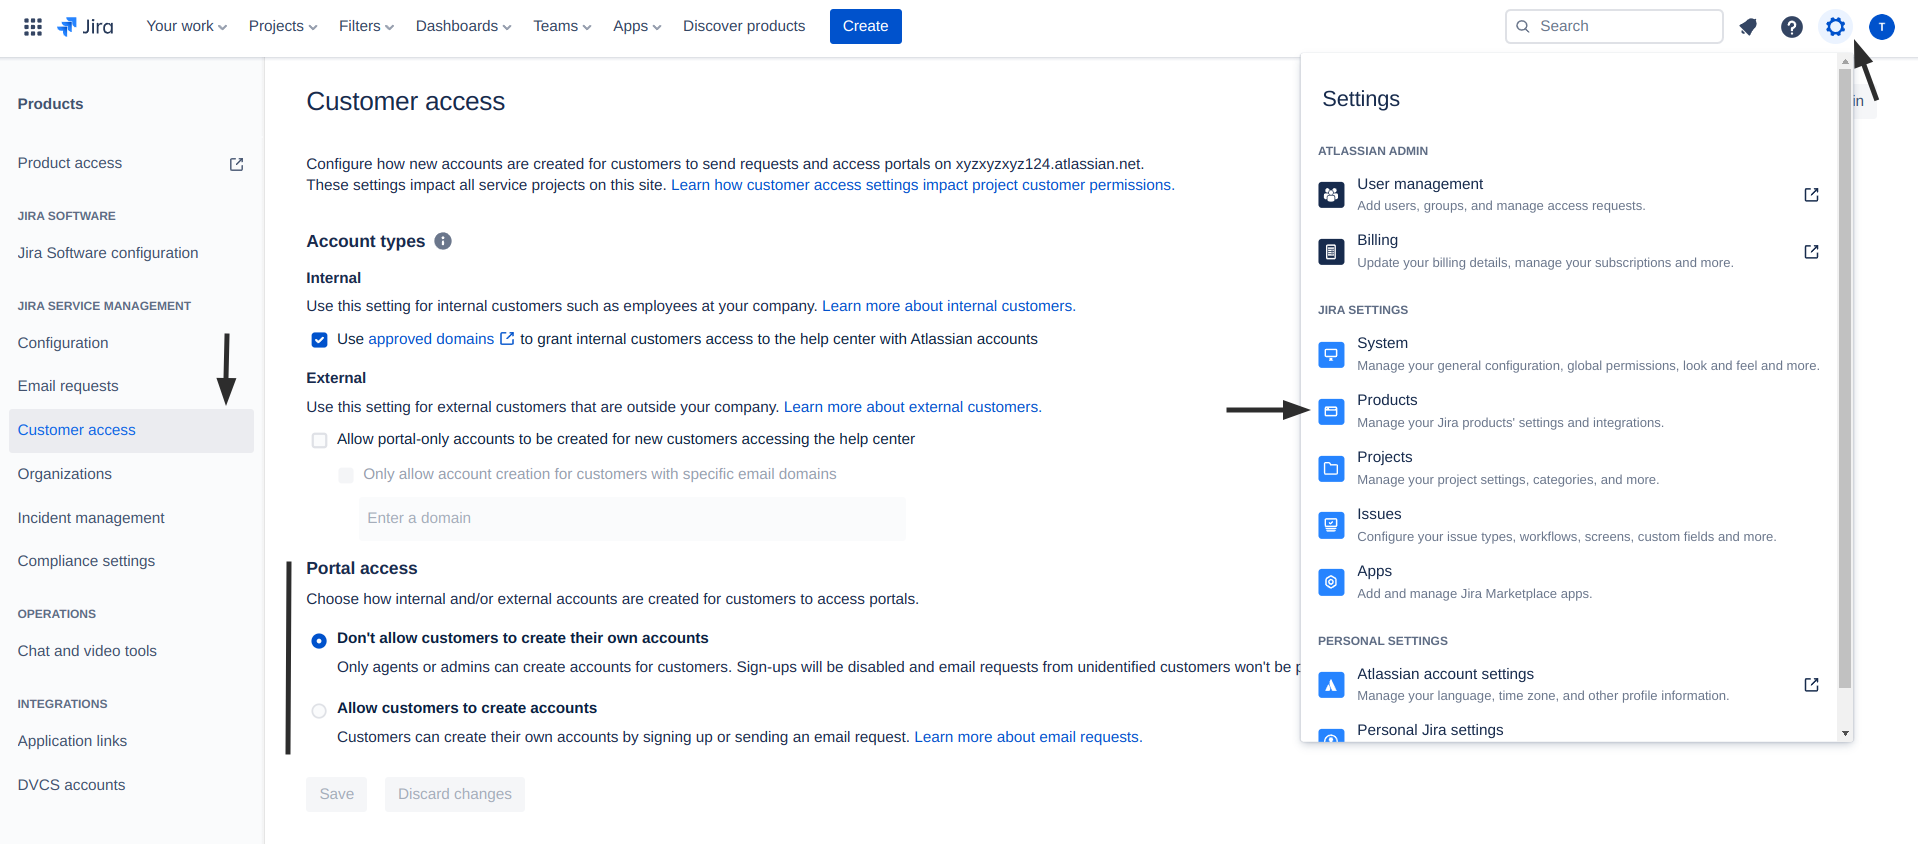 Jira
Your work
Projects
Filters
Dashboards
Teams
Apps
Discover products
Create
Search
T
Products
Product access
JIRA SOFTWARE
Jira Software configuration
JIRA SERVICE MANAGEMENT
Configuration
Email requests
Customer access
Organizations
Incident management
Compliance settings
OPERATIONS
Chat and video tools
INTEGRATIONS
Application links
DVCS accounts
Customer access
Configure how new accounts are created for customers to send requests and access portals on xyzxyzxyz124.atlassian.net.
These settings impact all service projects on this site. Learn how customer access settings impact project customer permissions.
Account types
Internal
Use this setting for internal customers such as employees at your company. Learn more about internal customers.
Use approved domains to grant internal customers access to the help center with Atlassian accounts
External
Use this setting for external customers that are outside your company. Learn more about external customers.
Allow portal-only accounts to be created for new customers accessing the help center
Only allow account creation for customers with specific email domains
Enter a domain
Portal access
Choose how internal and/or external accounts are created for customers to access portals.
Don't allow customers to create their own accounts
Only agents or admins can create accounts for customers. Sign-ups will be disabled and email requests from unidentified customers won't be p
Allow customers to create accounts
Customers can create their own accounts by signing up or sending an email request. Learn more about email requests.
Save
Discard changes
in
Settings
ATLASSIAN ADMIN
User management
Add users, groups, and manage access requests.
Billing
Update your billing details, manage your subscriptions and more.
JIRA SETTINGS
System
Manage your general configuration, global permissions, look and feel and more.
Products
Manage your Jira products' settings and integrations.
Projects
Manage your project settings, categories, and more.
Issues
Configure your issue types, workflows, screens, custom fields and more.
Apps
Add and manage Jira Marketplace apps.
PERSONAL SETTINGS
Atlassian account settings
Manage your language, time zone, and other profile information.
Personal Jira settings